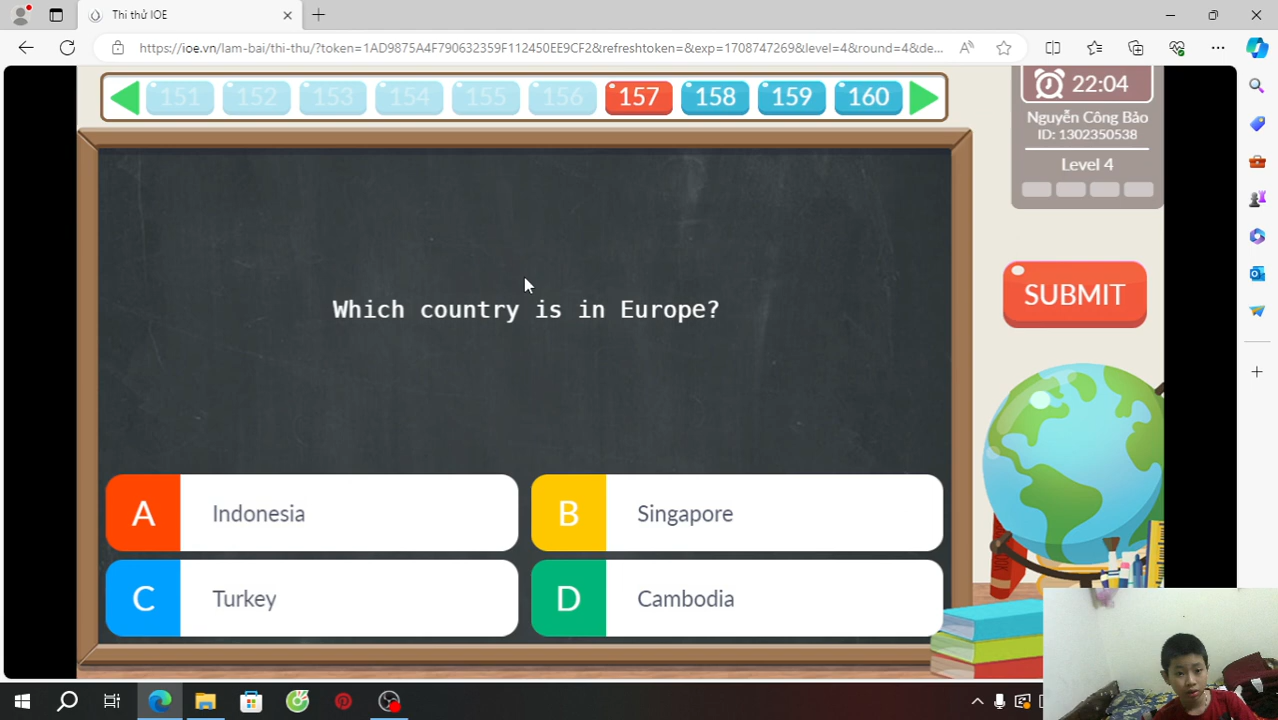 Thi thử IOE
https://ioe.vn/lam-bai/thi-thu/?token=1AD9875A4F790632359F112450EE9CF2&refreshtoken=&exp=1708747269&level=4&round=4&de...
151 152 153 154 155 156 157 158 159 160
22:04
Nguyễn Công Bảo
ID: 1302350538
Level 4
Which country is in Europe?
SUBMIT
A Indonesia
B Singapore
C Turkey
D Cambodia